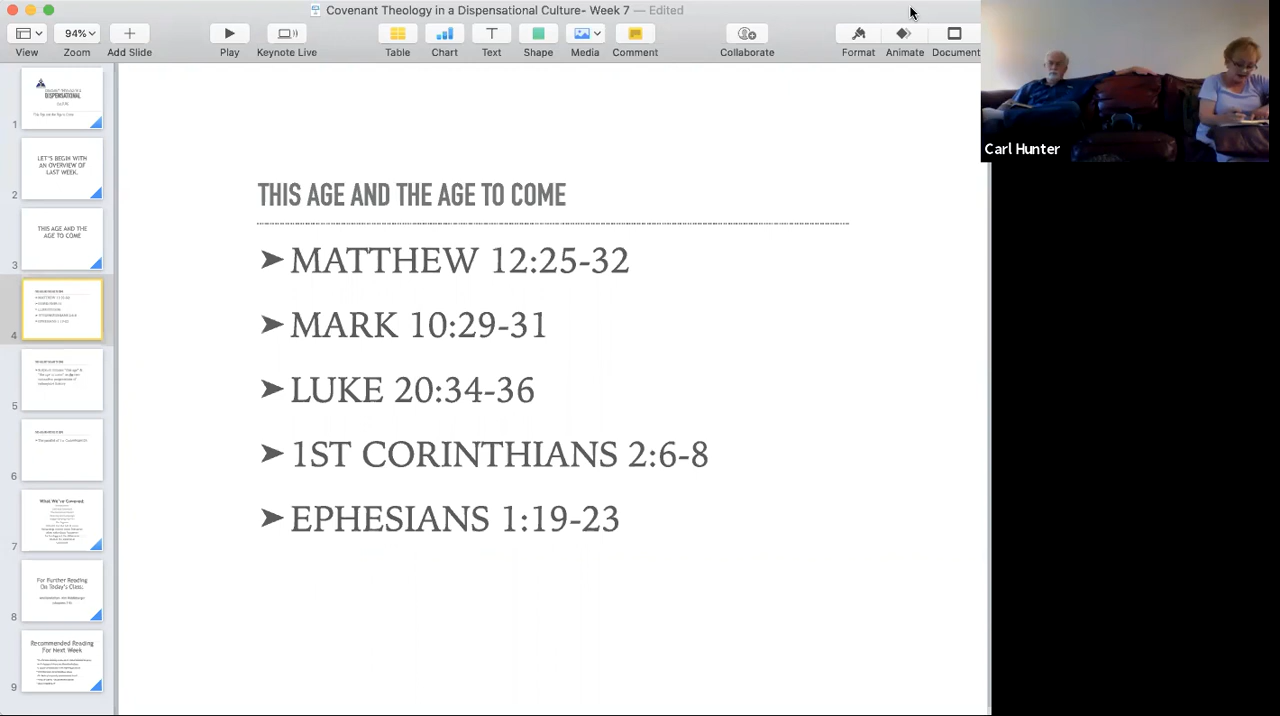 Covenant Theology in a Dispensational Culture- Week 7 — Edited
94%
View
Zoom
Add Slide
Play
Keynote Live
Table
Chart
Text
Shape
Media
Comment
Collaborate
Format
Animate
Document
Carl Hunter
1
DISPENSATIONAL
2
LET'S BEGIN WITH
AN OVERVIEW OF
LAST WEEK.
3
THIS AGE AND THE
AGE TO COME
4
5
6
7
What We've Covered
8
For Further Reading
On Today's Class:
9
Recommended Reading
For Next Week
THIS AGE AND THE AGE TO COME
➤ MATTHEW 12:25-32
➤ MARK 10:29-31
➤ LUKE 20:34-36
➤ 1ST CORINTHIANS 2:6-8
➤ EPHESIANS 1:19-23